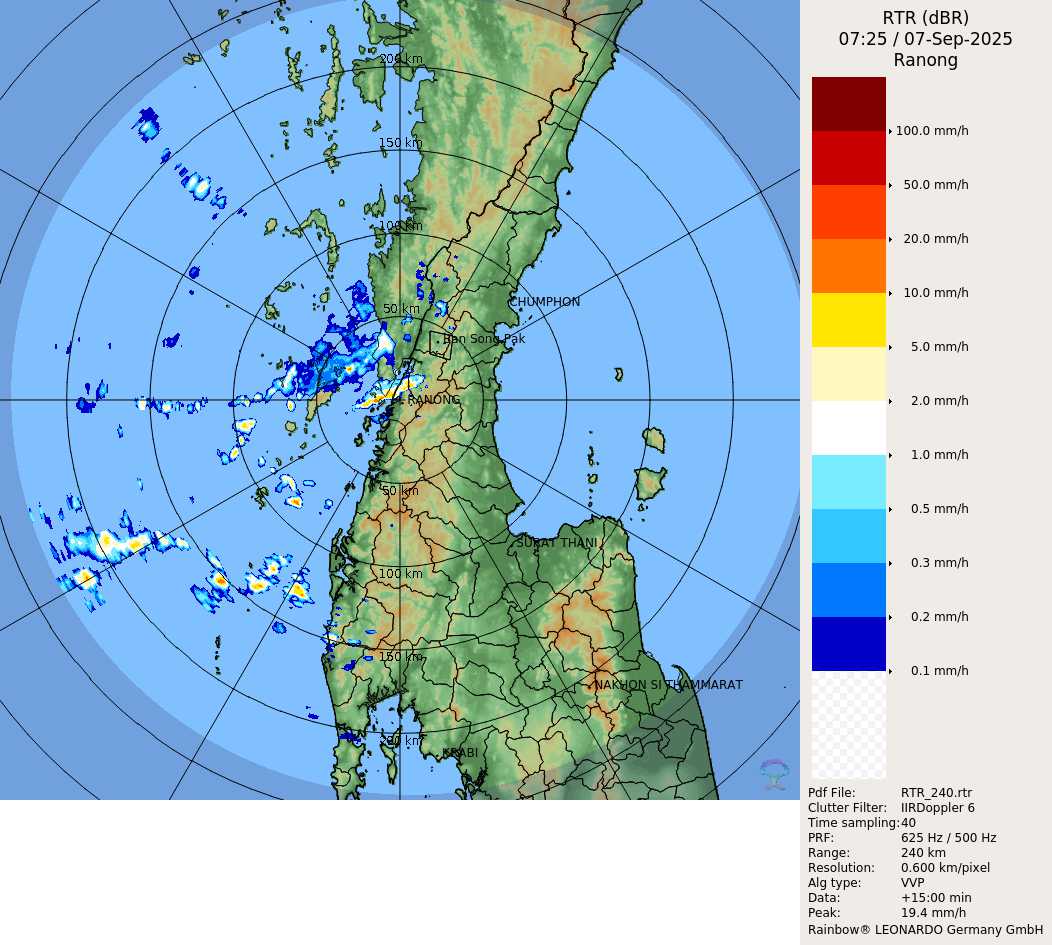 RTR (dBR)
07:25 / 07-Sep-2025
Ranong
100.0 mm/h
50.0 mm/h
20.0 mm/h
10.0 mm/h
5.0 mm/h
2.0 mm/h
1.0 mm/h
0.5 mm/h
0.3 mm/h
0.2 mm/h
0.1 mm/h
Pdf File: RTR_240.rtr
Clutter Filter: IIRDoppler 6
Time sampling: 40
PRF: 625 Hz / 500 Hz
Range: 240 km
Resolution: 0.600 km/pixel
Alg type: VVP
Data: +15:00 min
Peak: 19.4 mm/h
Rainbow® LEONARDO Germany GmbH
200 km
150 km
100 km
CHUMPHON
50 km
Ban Song Pak
RANONG
50 km
SURAT THANI
100 km
150 km
NAKHON SI THAMMARAT
200 km
KRABI